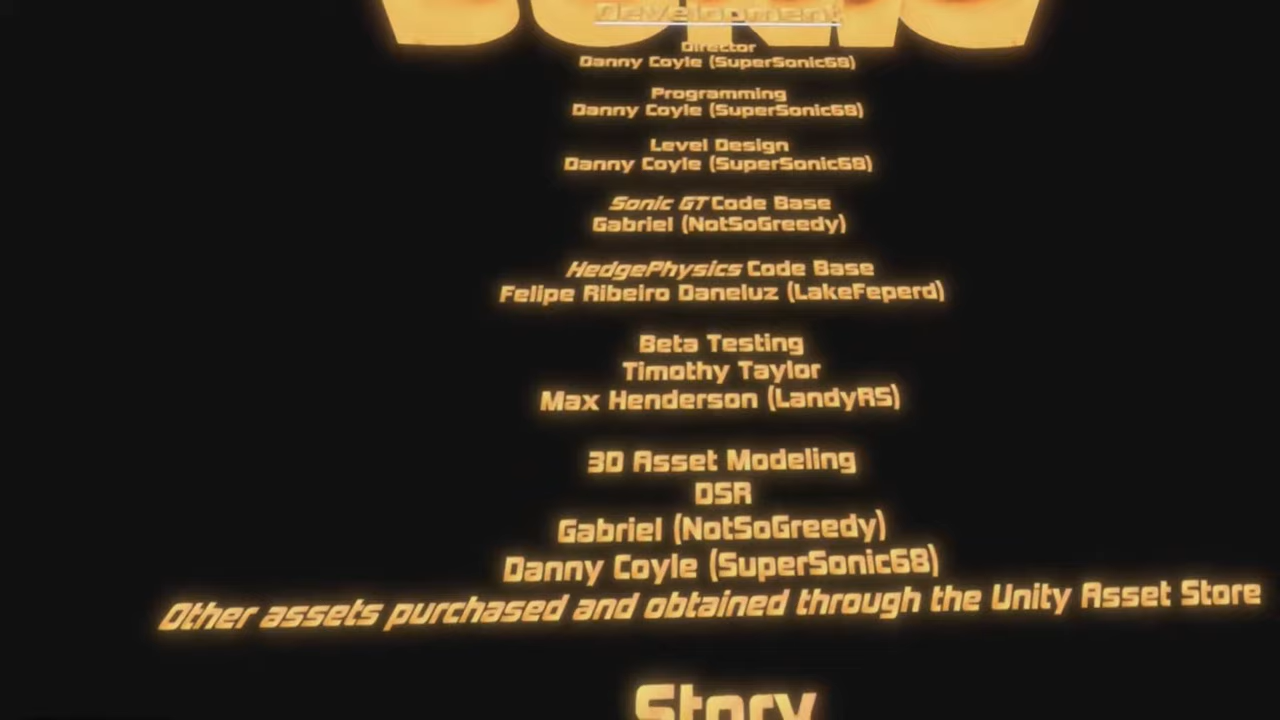 SONIC
Development
Director
Danny Coyle (SuperSonic68)
Programming
Danny Coyle (SuperSonic68)
Level Design
Danny Coyle (SuperSonic68)
Sonic GT Code Base
Gabriel (NotSoGreedy)
HedgePhysics Code Base
Felipe Ribeiro Daneluz (LakeFeperd)
Beta Testing
Timothy Taylor
Max Henderson (LandyRS)
3D Asset Modeling
DSR
Gabriel (NotSoGreedy)
Danny Coyle (SuperSonic68)
Other assets purchased and obtained through the Unity Asset Store
Story